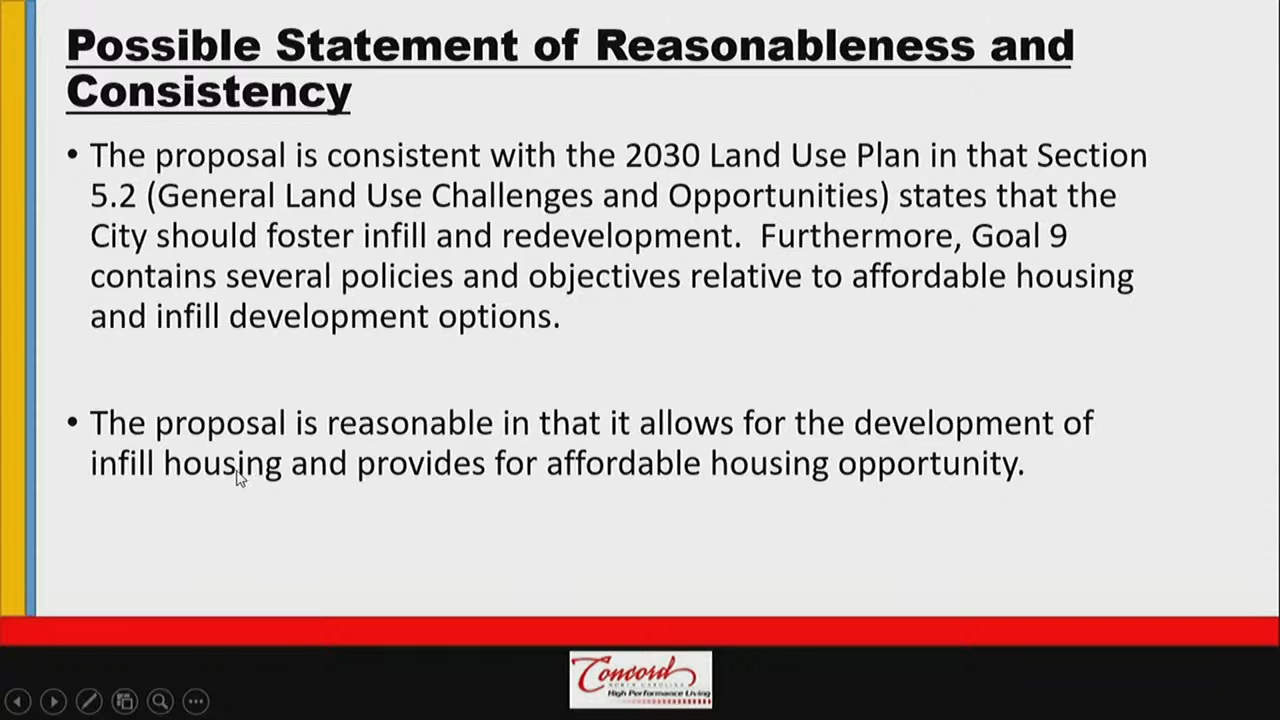 Possible Statement of Reasonableness and
Consistency
• The proposal is consistent with the 2030 Land Use Plan in that Section
5.2 (General Land Use Challenges and Opportunities) states that the
City should foster infill and redevelopment.  Furthermore, Goal 9
contains several policies and objectives relative to affordable housing
and infill development options.
• The proposal is reasonable in that it allows for the development of
infill housing and provides for affordable housing opportunity.
Concord
NORTH CAROLINA
High Performance Living